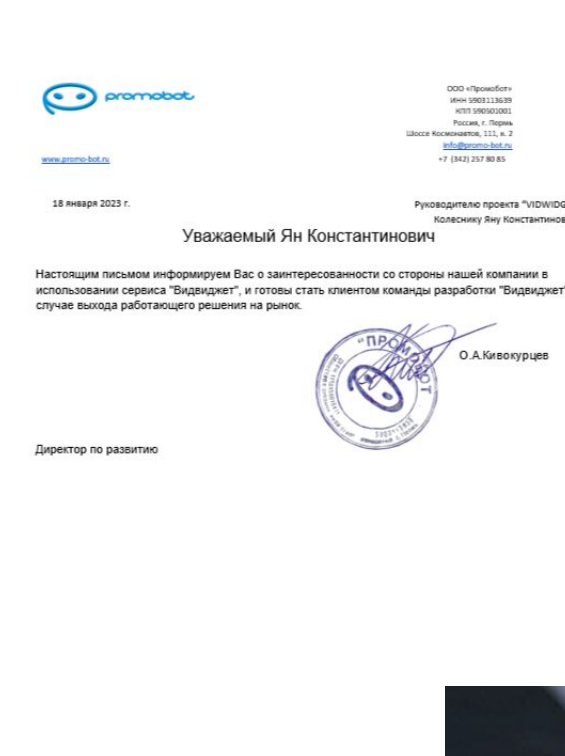 promobot
ООО «Промобот»
ИНН 5903113639
КПП 590501001
Россия, г. Пермь
Шоссе Космонавтов, 111, к. 2
info@promo-bot.ru
www.promo-bot.ru
+7 (342) 257 80 85
18 января 2023 г.
Руководителю проекта "VIDWIDG
Колеснику Яну Константинов
Уважаемый Ян Константинович
Настоящим письмом информируем Вас о заинтересованности со стороны нашей компании в
использовании сервиса "Видвиджет", и готовы стать клиентом команды разработки "Видвиджет"
случае выхода работающего решения на рынок.
"ПРОМОБОТ
О.А.Кивокурцев
Директор по развитию